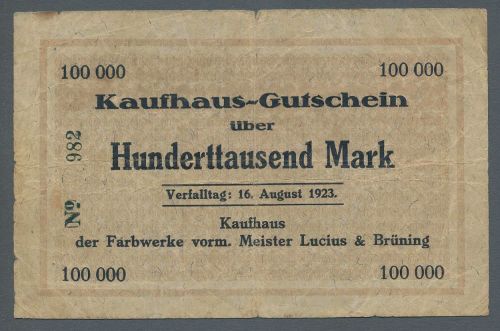 100 000 100 000
Kaufhaus-Gutschein
über
Hunderttausend Mark
Verfalltag: 16. August 1923.
Kaufhaus
der Farbwerke vorm. Meister Lucius & Brüning
100 000 100 000
№ 982